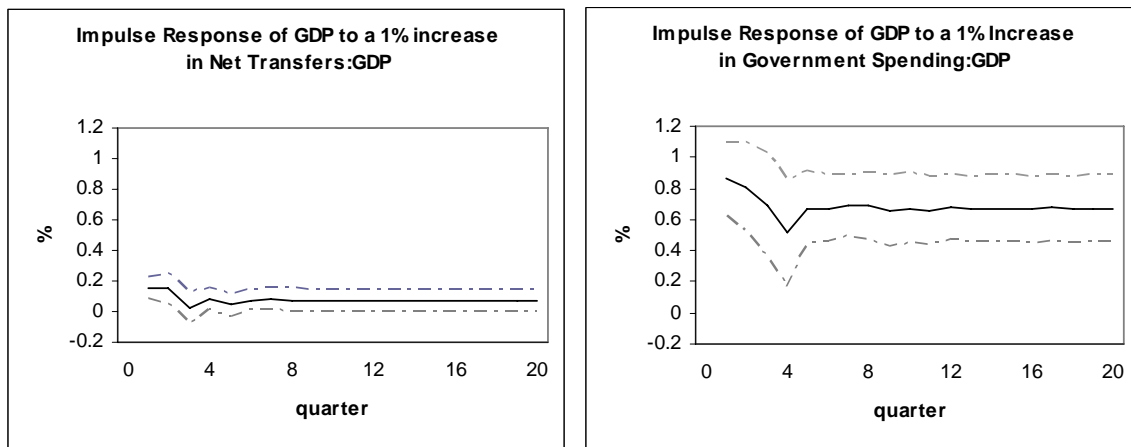 Impulse Response of GDP to a 1% increase
in Net Transfers:GDP
1.2
1
0.8
0.6
0.4
0.2
0
-0.2
%
0 4 8 12 16 20
quarter
Impulse Response of GDP to a 1% Increase
in Government Spending:GDP
1.2
1
0.8
0.6
0.4
0.2
0
-0.2
%
0 4 8 12 16 20
quarter